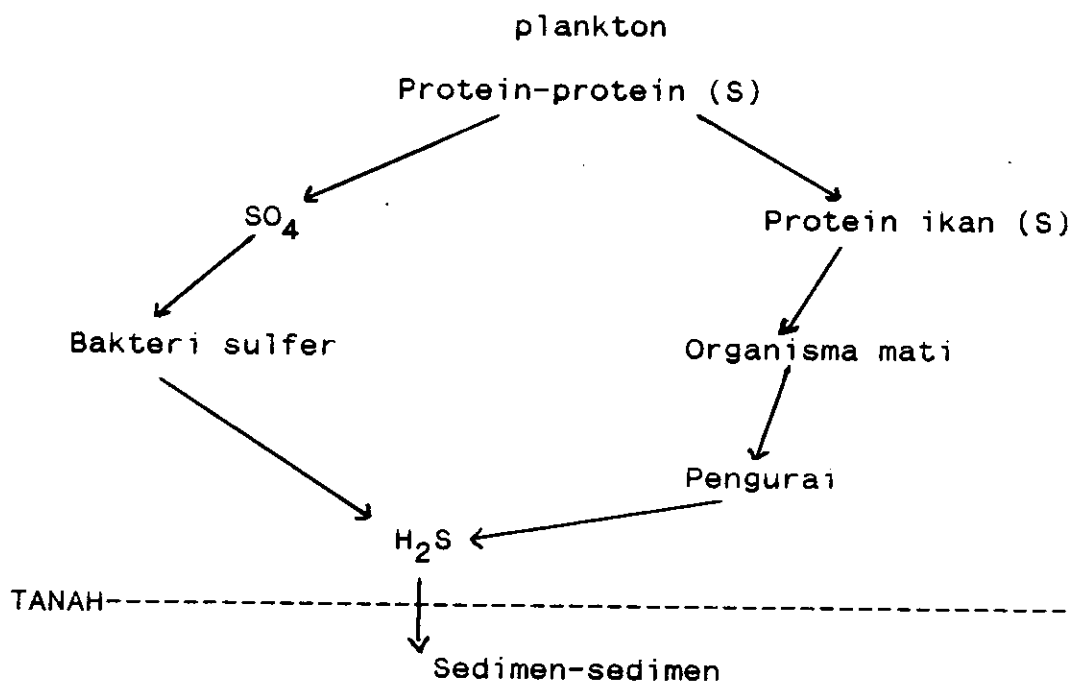 plankton
Protein-protein (S)
SO₄
Protein ikan (S)
Bakteri sulfer
Organisma mati
Pengurai
H₂S
TANAH
Sedimen-sedimen